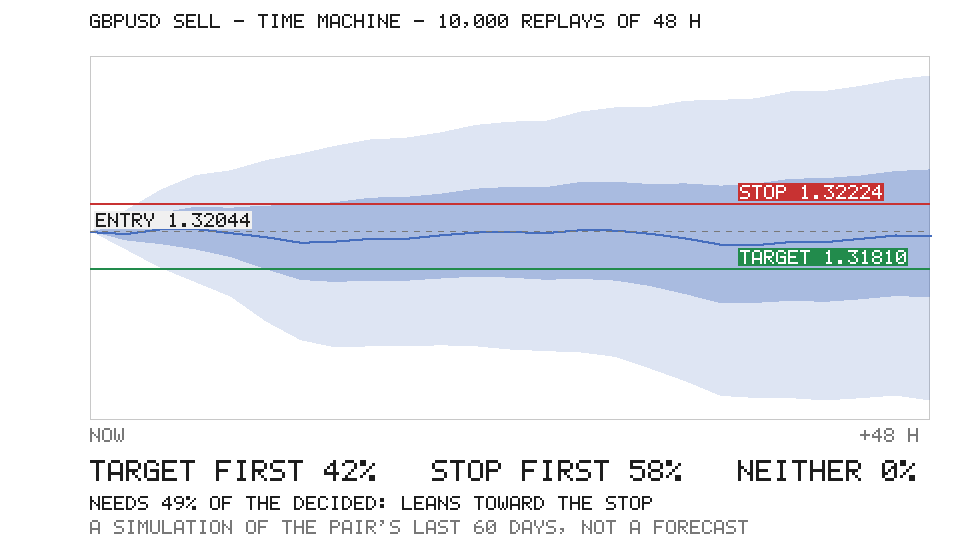 GBPUSD SELL - TIME MACHINE - 10,000 REPLAYS OF 48 H
STOP 1.32224
ENTRY 1.32044
TARGET 1.31810
NOW
+48 H
TARGET FIRST 42% STOP FIRST 58% NEITHER 0%
NEEDS 49% OF THE DECIDED: LEANS TOWARD THE STOP
A SIMULATION OF THE PAIR'S LAST 60 DAYS, NOT A FORECAST